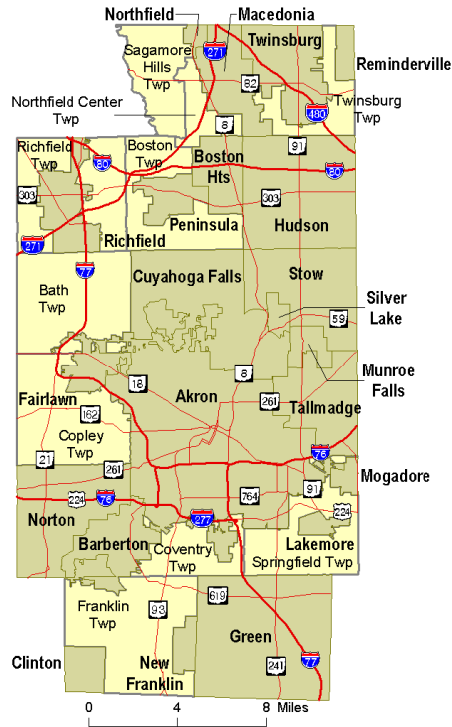 Northfield
Macedonia
271
Twinsburg
Sagamore
Hills
Twp
Reminderville
82
Twinsburg
Twp
Northfield Center
Twp
480
8
Richfield
Twp
Boston
Twp
91
80
Boston
Hts
80
303
303
Peninsula
Hudson
271
Richfield
77
Cuyahoga Falls
Stow
Bath
Twp
Silver
Lake
59
Munroe
Falls
18
8
Akron
Fairlawn
162
261
Tallmadge
Copley
Twp
21
261
76
Mogadore
224
76
764
91
224
277
Norton
Barberton
Coventry
Twp
Lakemore
Springfield Twp
Franklin
Twp
93
619
Green
Clinton
New
Franklin
241
77
0 4 8 Miles